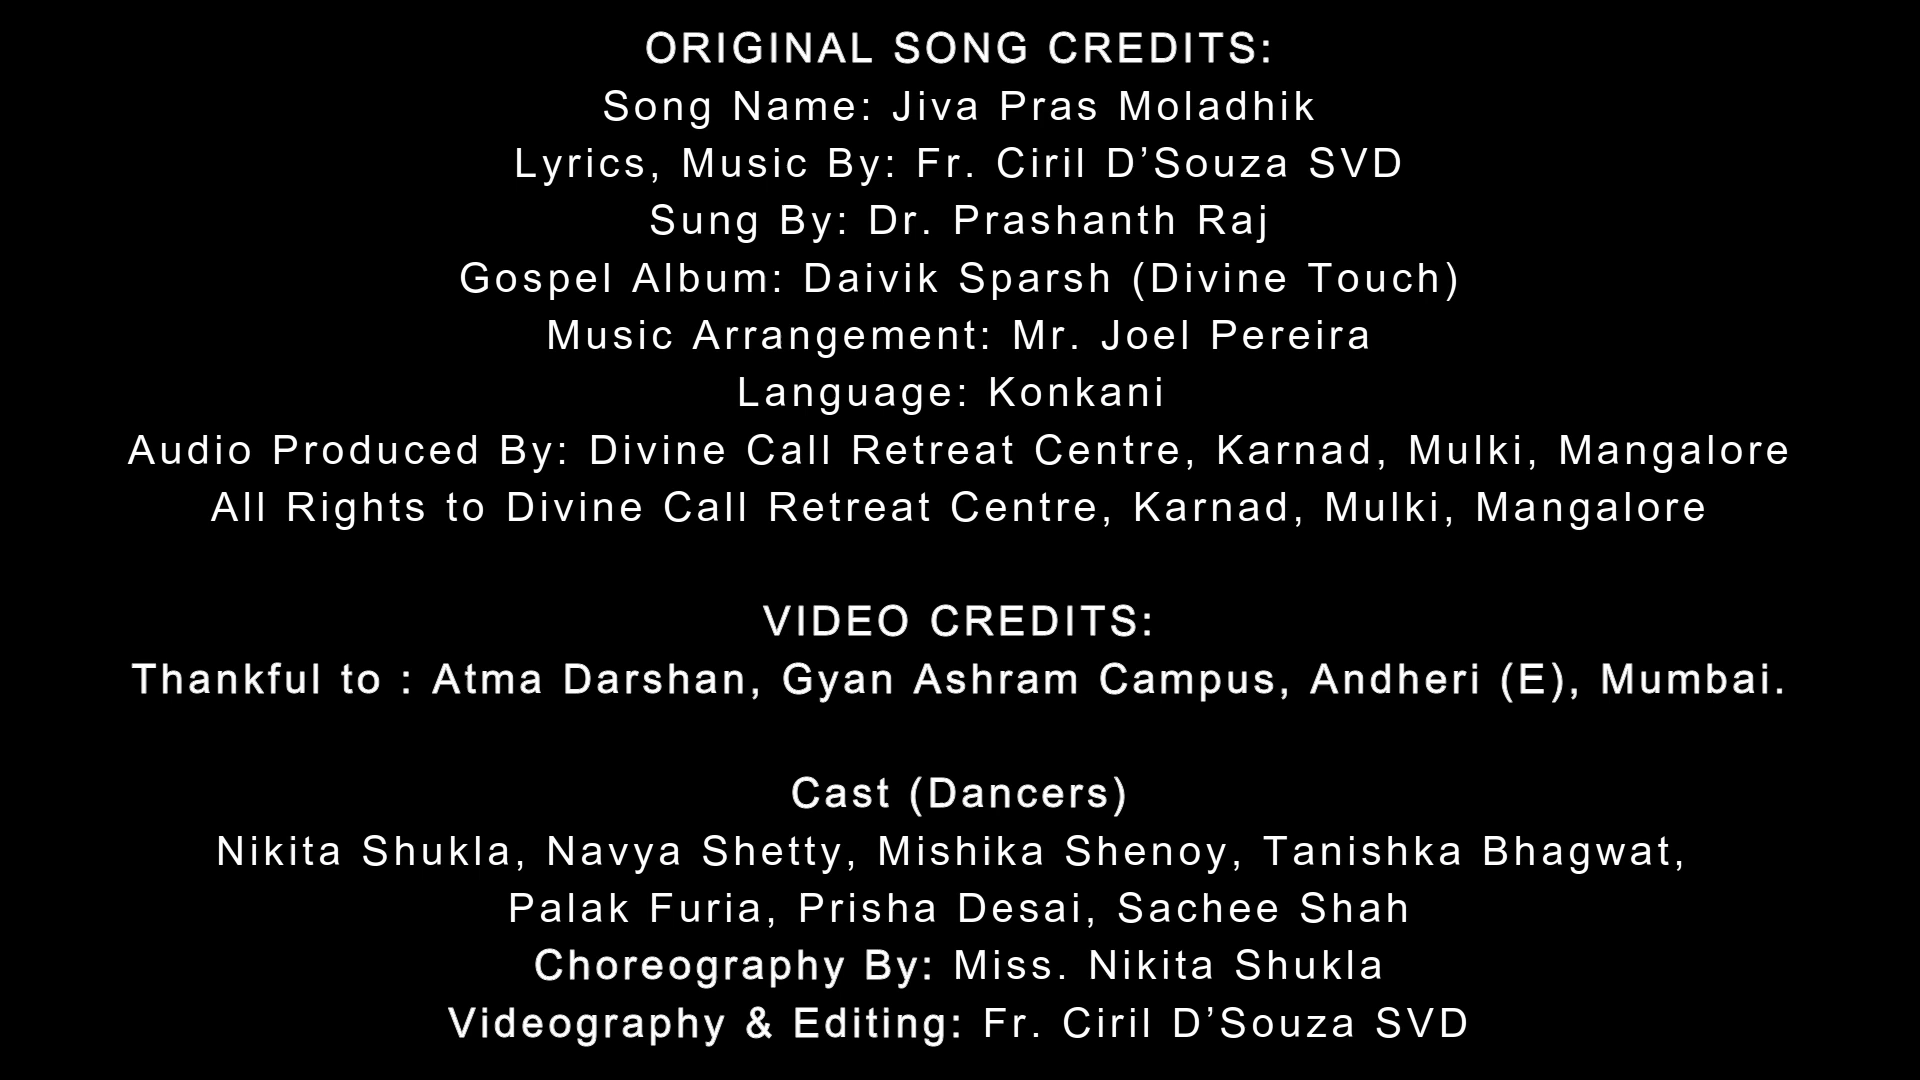 ORIGINAL SONG CREDITS:
Song Name: Jiva Pras Moladhik
Lyrics, Music By: Fr. Ciril D’Souza SVD
Sung By: Dr. Prashanth Raj
Gospel Album: Daivik Sparsh (Divine Touch)
Music Arrangement: Mr. Joel Pereira
Language: Konkani
Audio Produced By: Divine Call Retreat Centre, Karnad, Mulki, Mangalore
All Rights to Divine Call Retreat Centre, Karnad, Mulki, Mangalore
VIDEO CREDITS:
Thankful to : Atma Darshan, Gyan Ashram Campus, Andheri (E), Mumbai.
Cast (Dancers)
Nikita Shukla, Navya Shetty, Mishika Shenoy, Tanishka Bhagwat,
Palak Furia, Prisha Desai, Sachee Shah
Choreography By: Miss. Nikita Shukla
Videography & Editing: Fr. Ciril D’Souza SVD